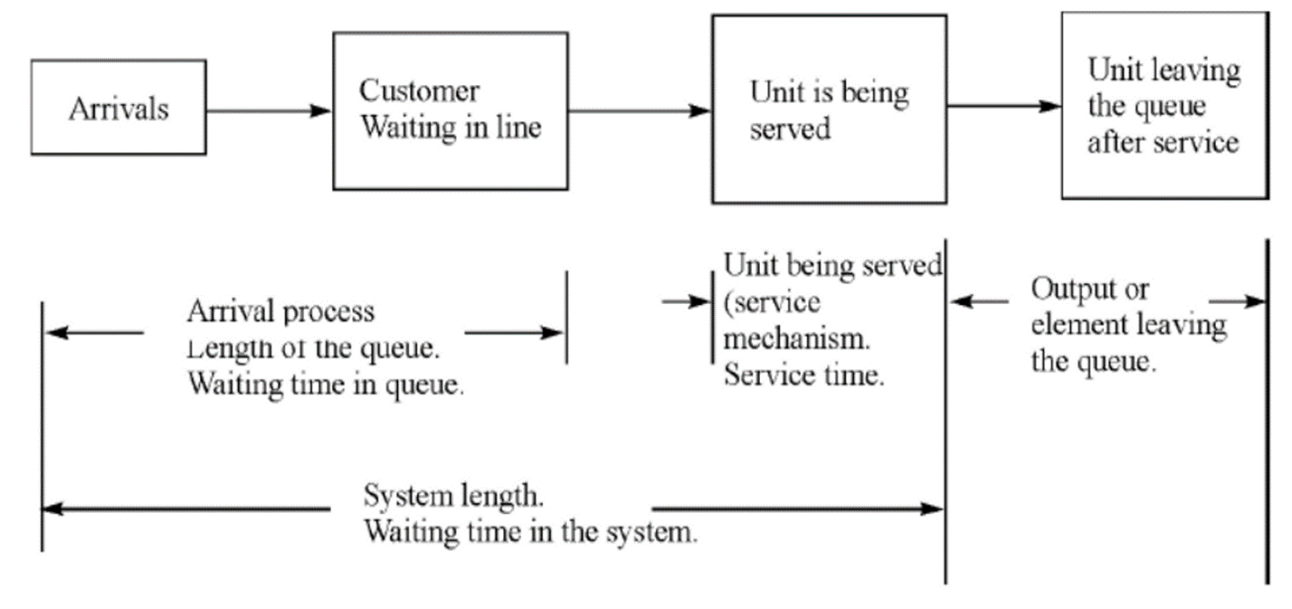 Arrivals
Customer
Waiting in line
Unit is being
served
Unit leaving
the queue
after service
Arrival process
Length of the queue.
Waiting time in queue.
Unit being served
(service
mechanism.
Service time.
Output or
element leaving
the queue.
System length.
Waiting time in the system.